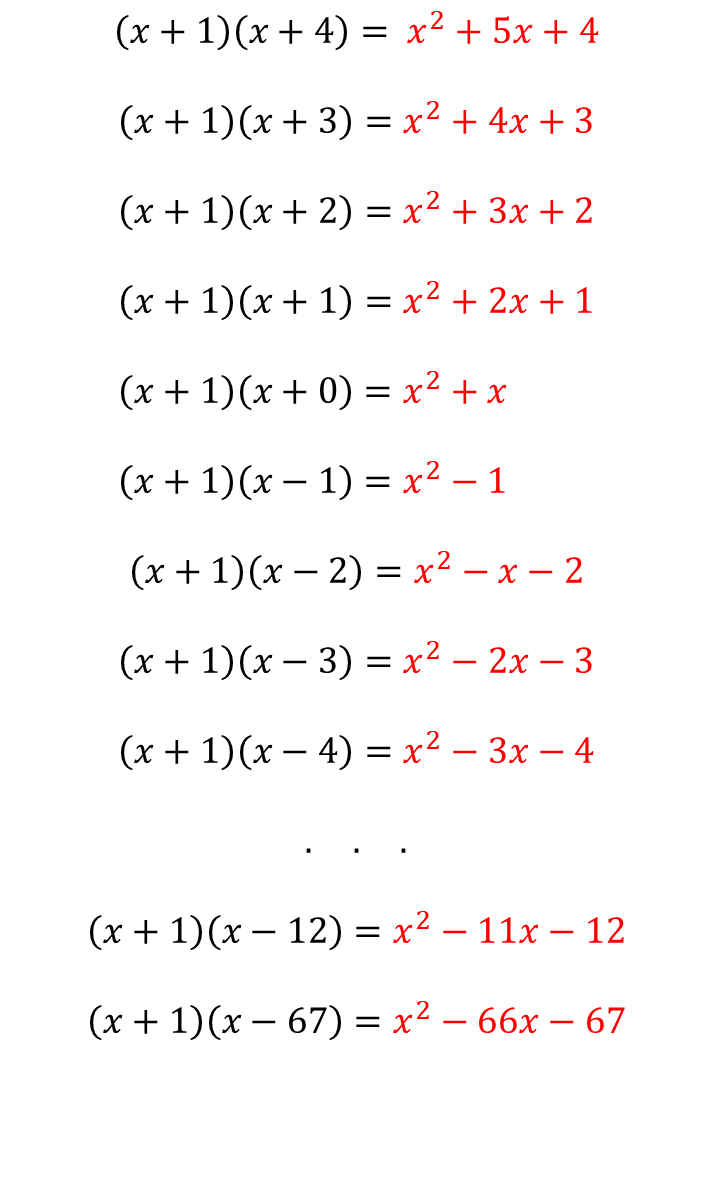 (x + 1)(x + 4) = x² + 5x + 4
(x + 1)(x + 3) = x² + 4x + 3
(x + 1)(x + 2) = x² + 3x + 2
(x + 1)(x + 1) = x² + 2x + 1
(x + 1)(x + 0) = x² + x
(x + 1)(x − 1) = x² − 1
(x + 1)(x − 2) = x² − x − 2
(x + 1)(x − 3) = x² − 2x − 3
(x + 1)(x − 4) = x² − 3x − 4
. . .
(x + 1)(x − 12) = x² − 11x − 12
(x + 1)(x − 67) = x² − 66x − 67